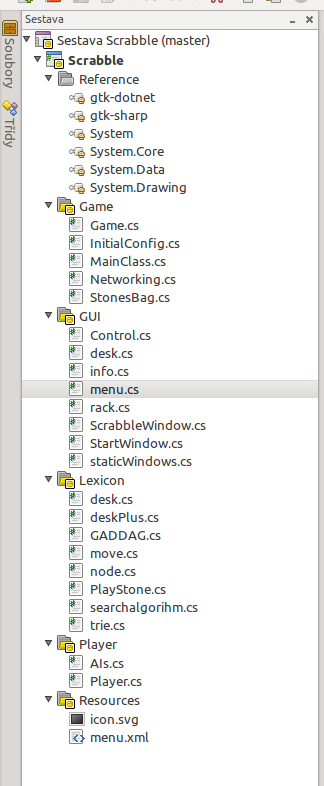 Sestava
Soubory
Třídy
Sestava Scrabble (master)
Scrabble
Reference
gtk-dotnet
gtk-sharp
System
System.Core
System.Data
System.Drawing
Game
Game.cs
InitialConfig.cs
MainClass.cs
Networking.cs
StonesBag.cs
GUI
Control.cs
desk.cs
info.cs
menu.cs
rack.cs
ScrabbleWindow.cs
StartWindow.cs
staticWindows.cs
Lexicon
desk.cs
deskPlus.cs
GADDAG.cs
move.cs
node.cs
PlayStone.cs
searchalgorihm.cs
trie.cs
Player
AIs.cs
Player.cs
Resources
icon.svg
menu.xml